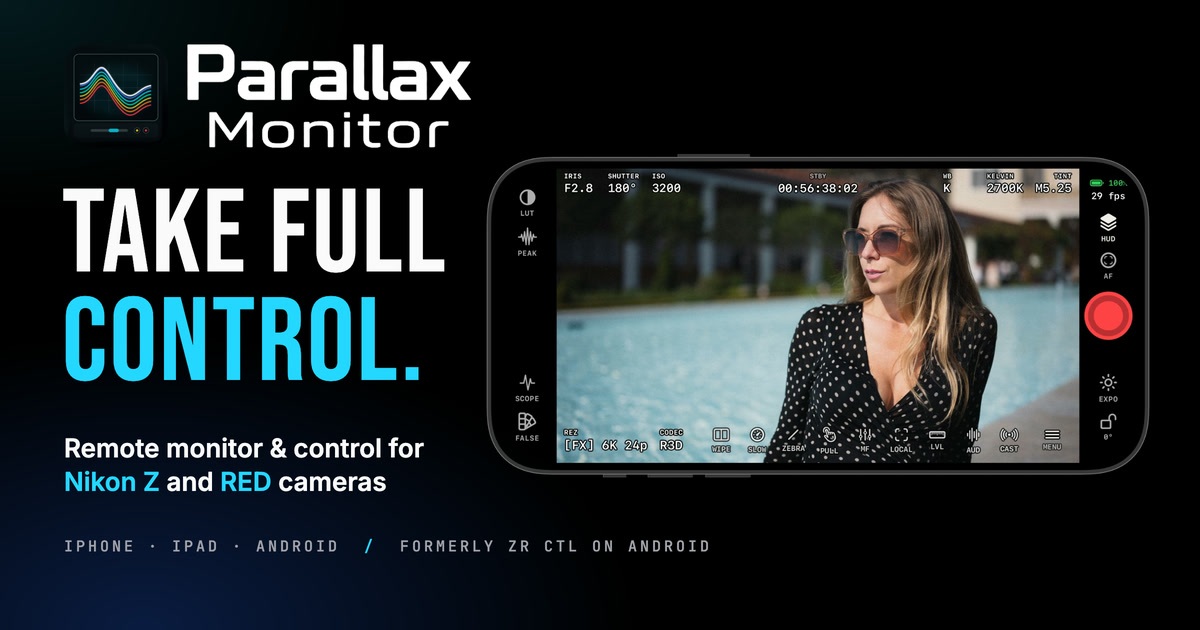 Parallax
Monitor
TAKE FULL
CONTROL.
Remote monitor & control for
Nikon Z and RED cameras
IPHONE · IPAD · ANDROID / FORMERLY ZR CTL ON ANDROID
LUT
PEAK
SCOPE
FALSE
IRIS SHUTTER ISO
F2.8 180° 3200
STBY
00:56:38:02
WB KELVIN TINT
K 2700K M5.25
REZ CODEC
[FX] 6K 24p R3D
WIPE SLOW ZEBRA PULL MF LOCAL LVL AUD CAST MENU
100%
29 fps
HUD
AF
EXPO
0°